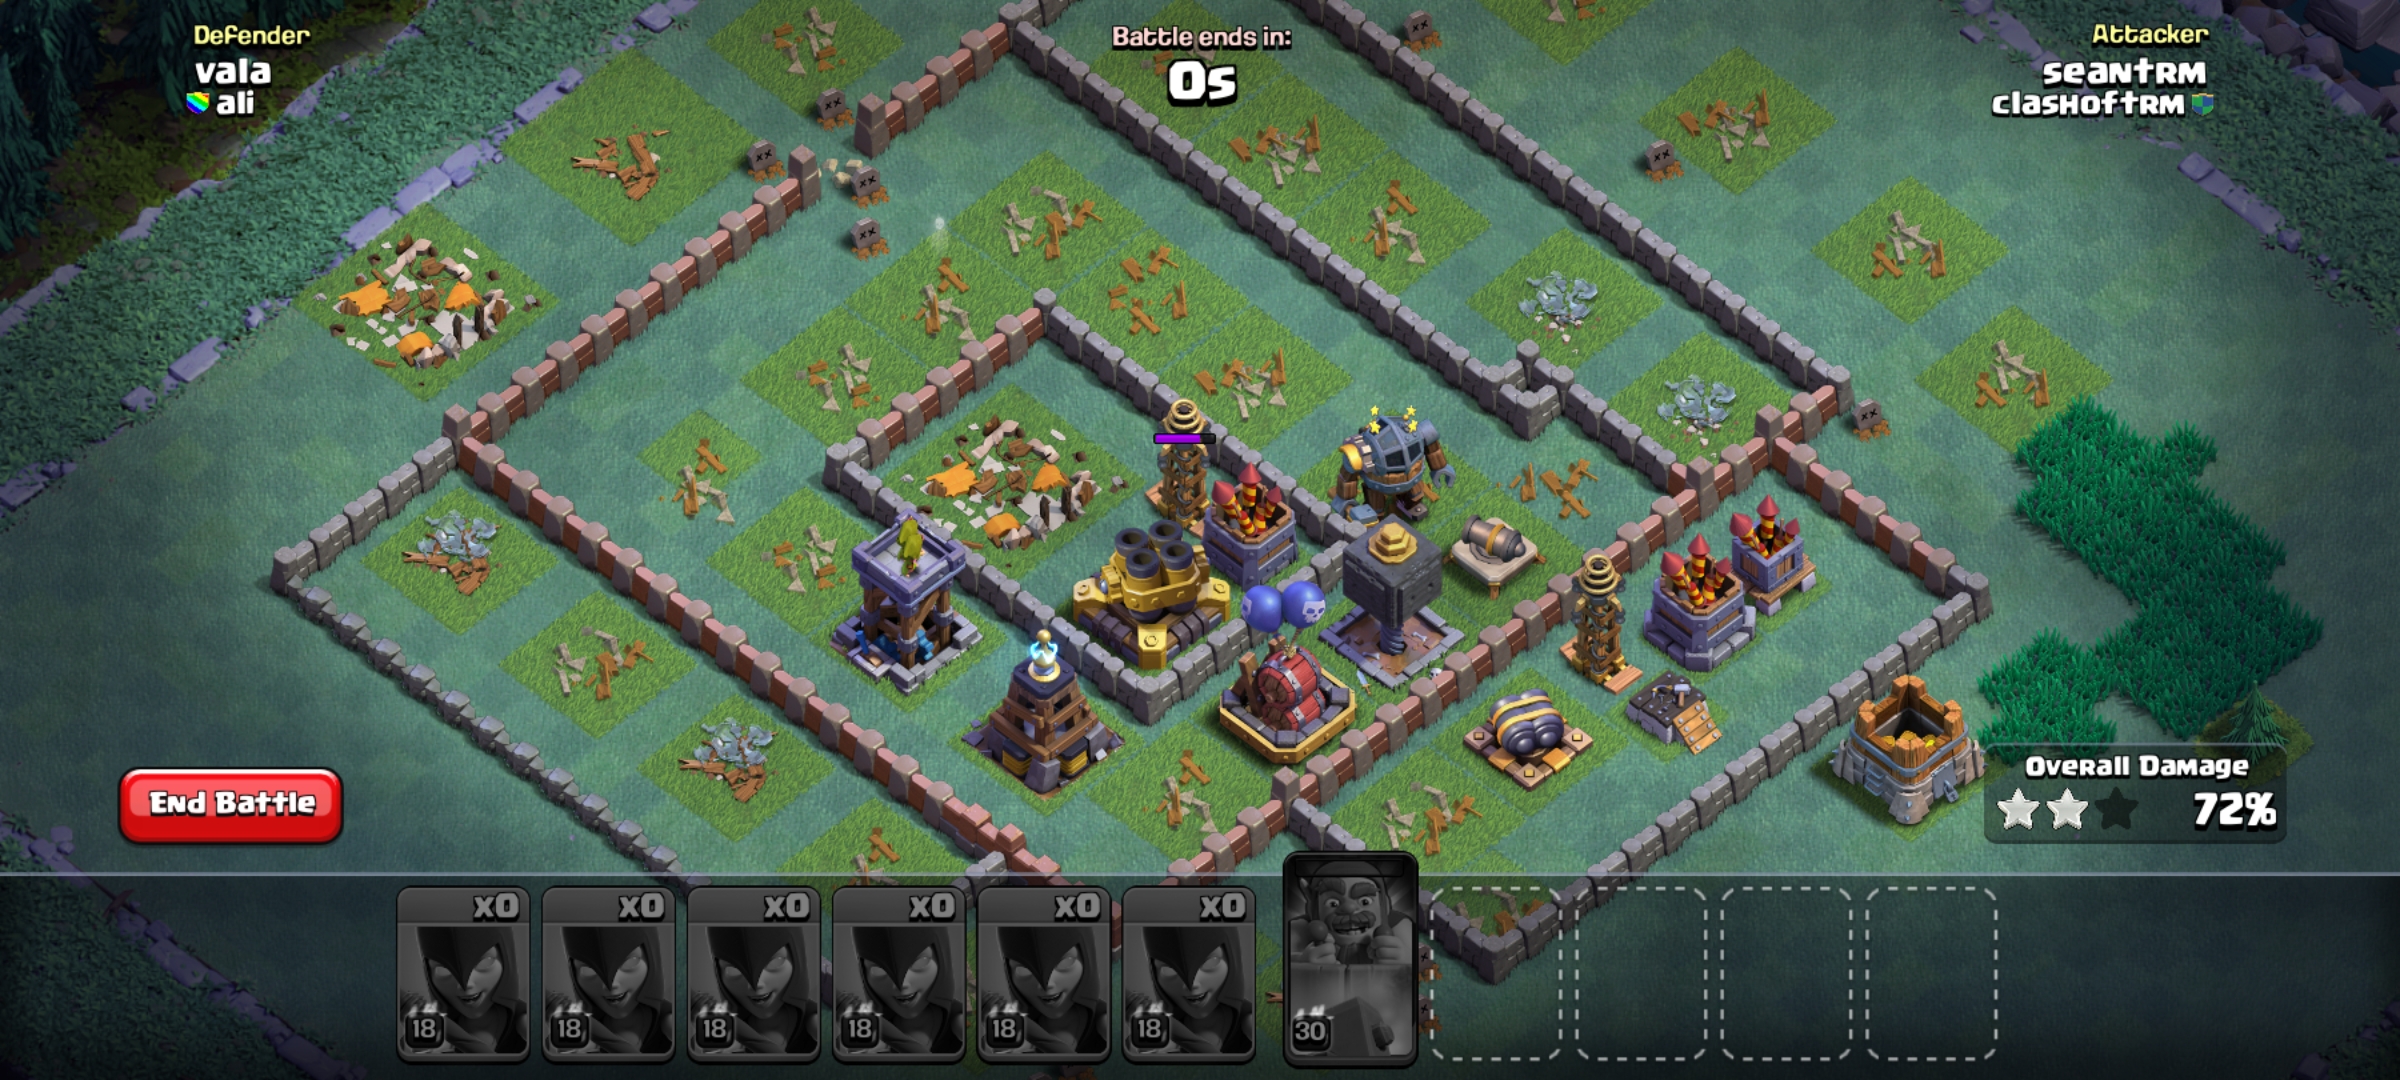 Defender
vala
ali
Battle ends in:
0s
Attacker
seantRM
clashoftRM
End Battle
Overall Damage
72%
x0
x0
x0
x0
x0
x0
18
18
18
18
18
18
30